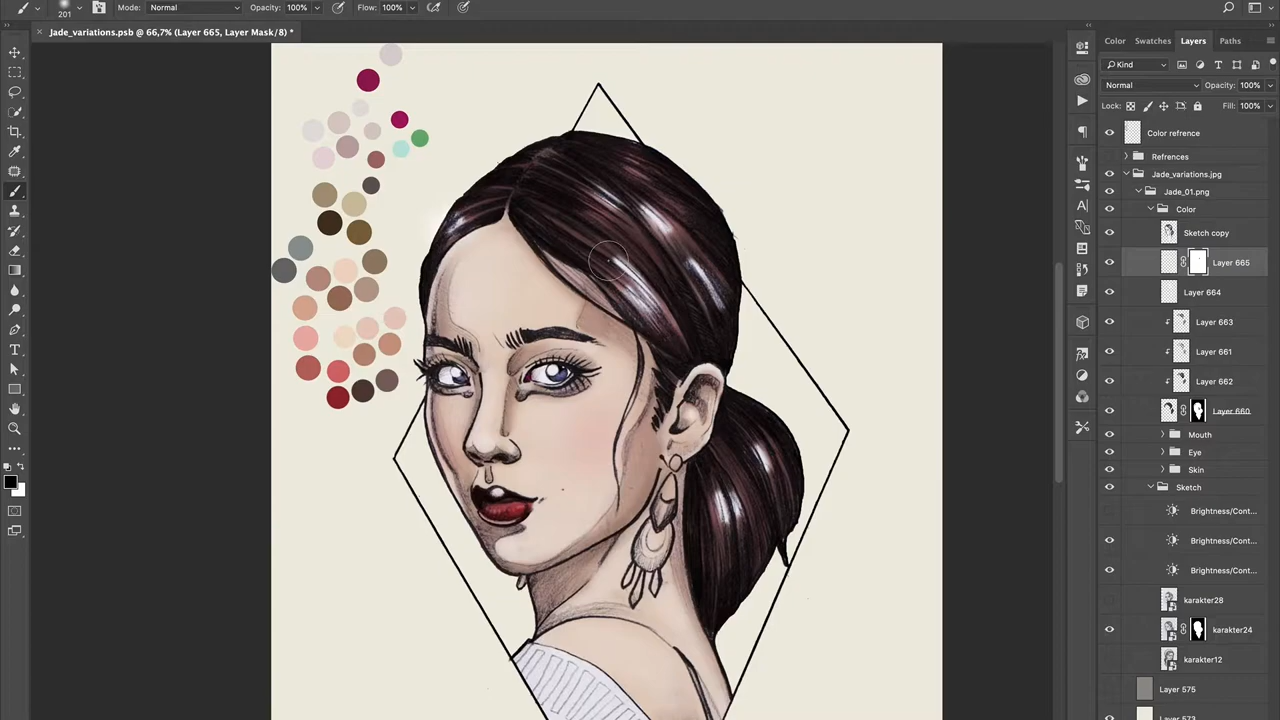 201
Mode: Normal
Opacity: 100%
Flow: 100%
× Jade_variations.psb @ 66,7% (Layer 665, Layer Mask/8) *
Color Swatches Layers Paths
Kind
Normal
Opacity: 100%
Lock:
Fill: 100%
Color refrence
Refrences
Jade_variations.jpg
Jade_01.png
Color
Sketch copy
Layer 665
Layer 664
Layer 663
Layer 661
Layer 662
Layer 660
Mouth
Eye
Skin
Sketch
Brightness/Cont...
Brightness/Cont...
Brightness/Cont...
karakter28
karakter24
karakter12
Layer 575
Layer 573